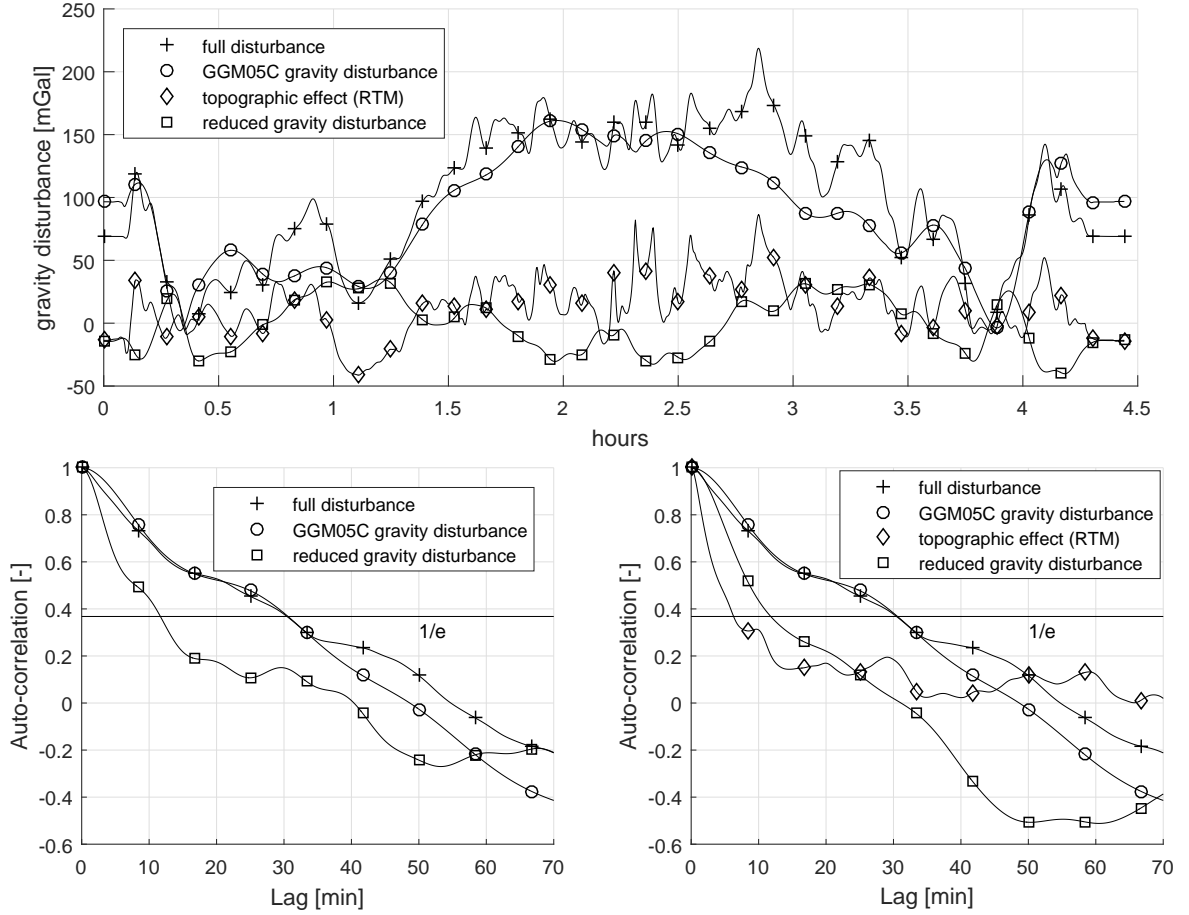 250
200
150
100
50
0
-50
gravity disturbance [mGal]
full disturbance
GGM05C gravity disturbance
topographic effect (RTM)
reduced gravity disturbance
0 0.5 1 1.5 2 2.5 3 3.5 4 4.5
hours
1
0.8
0.6
0.4
0.2
0
-0.2
-0.4
-0.6
Auto-correlation [-]
full disturbance
GGM05C gravity disturbance
reduced gravity disturbance
1/e
0 10 20 30 40 50 60 70
Lag [min]
1
0.8
0.6
0.4
0.2
0
-0.2
-0.4
-0.6
Auto-correlation [-]
full disturbance
GGM05C gravity disturbance
topographic effect (RTM)
reduced gravity disturbance
1/e
0 10 20 30 40 50 60 70
Lag [min]